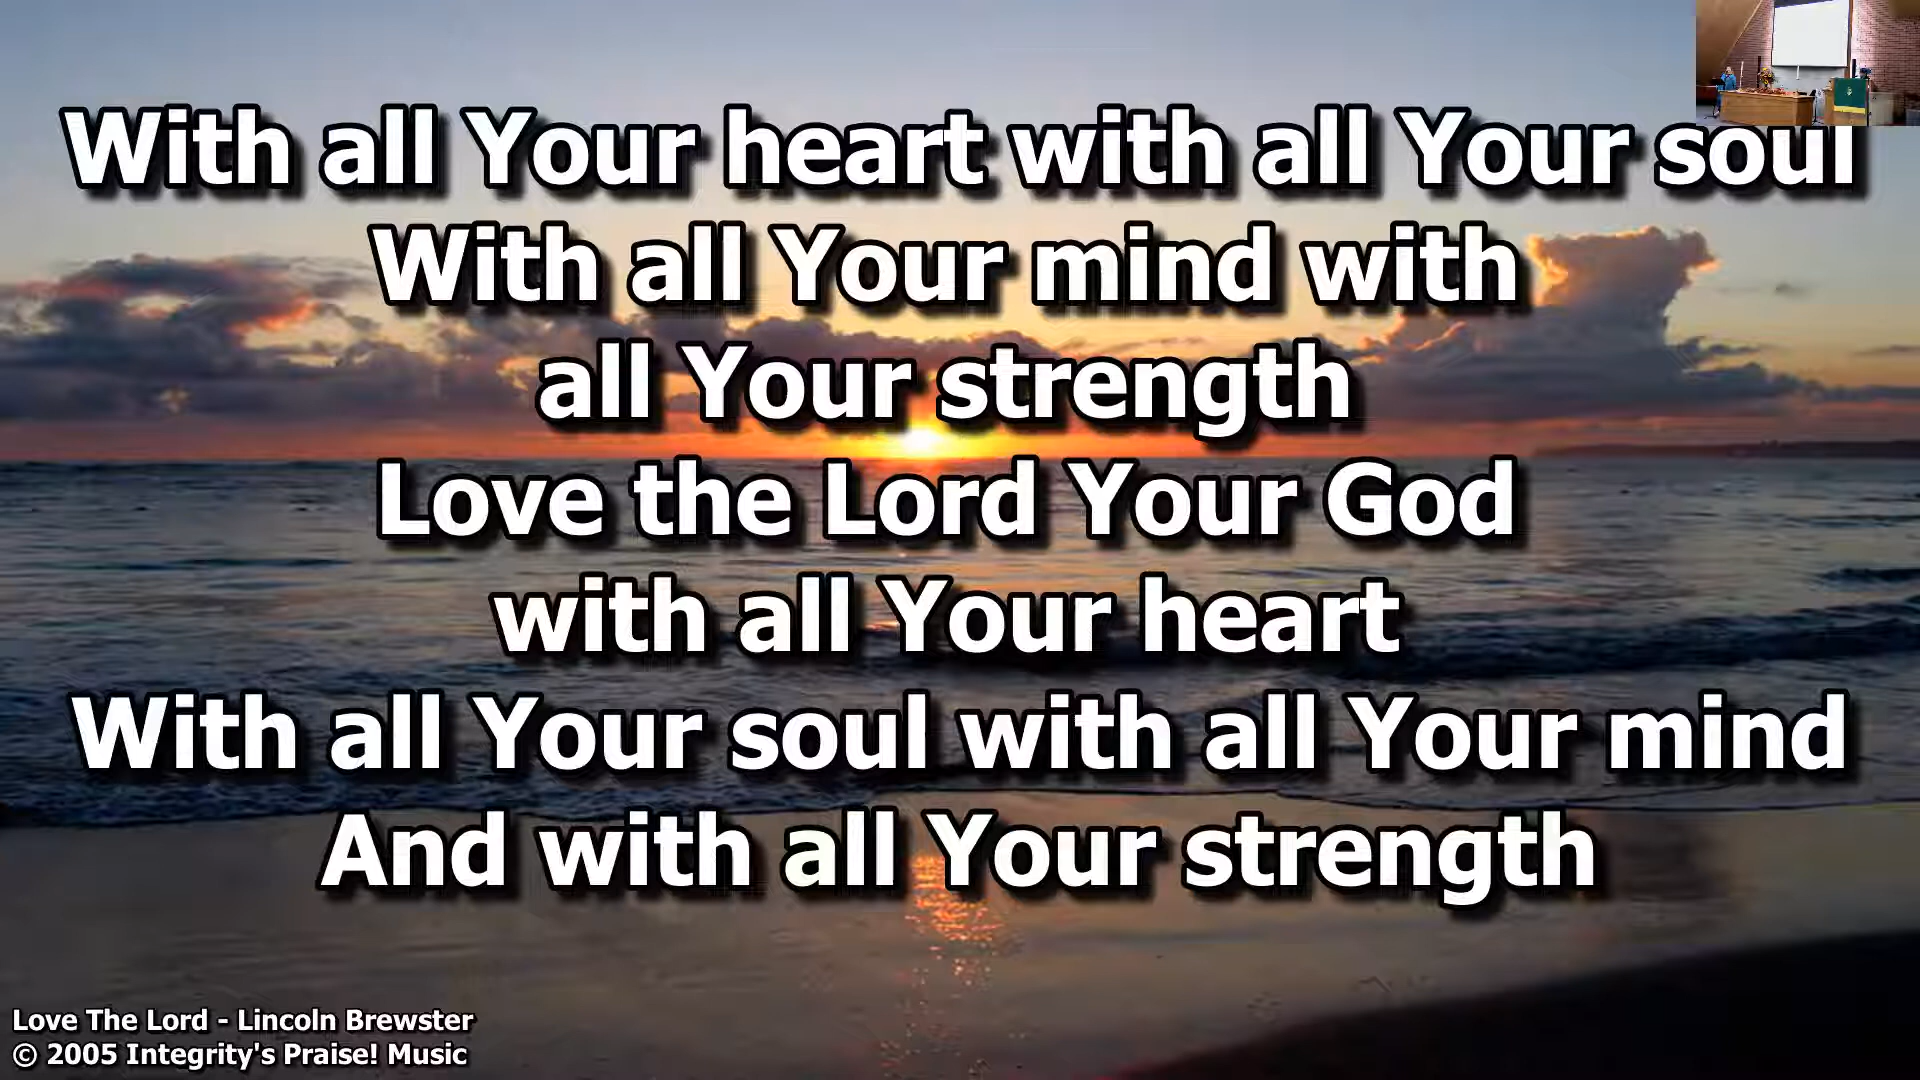 With all Your heart with all Your soul
With all Your mind with
all Your strength
Love the Lord Your God
with all Your heart
With all Your soul with all Your mind
And with all Your strength
Love The Lord - Lincoln Brewster
© 2005 Integrity's Praise! Music